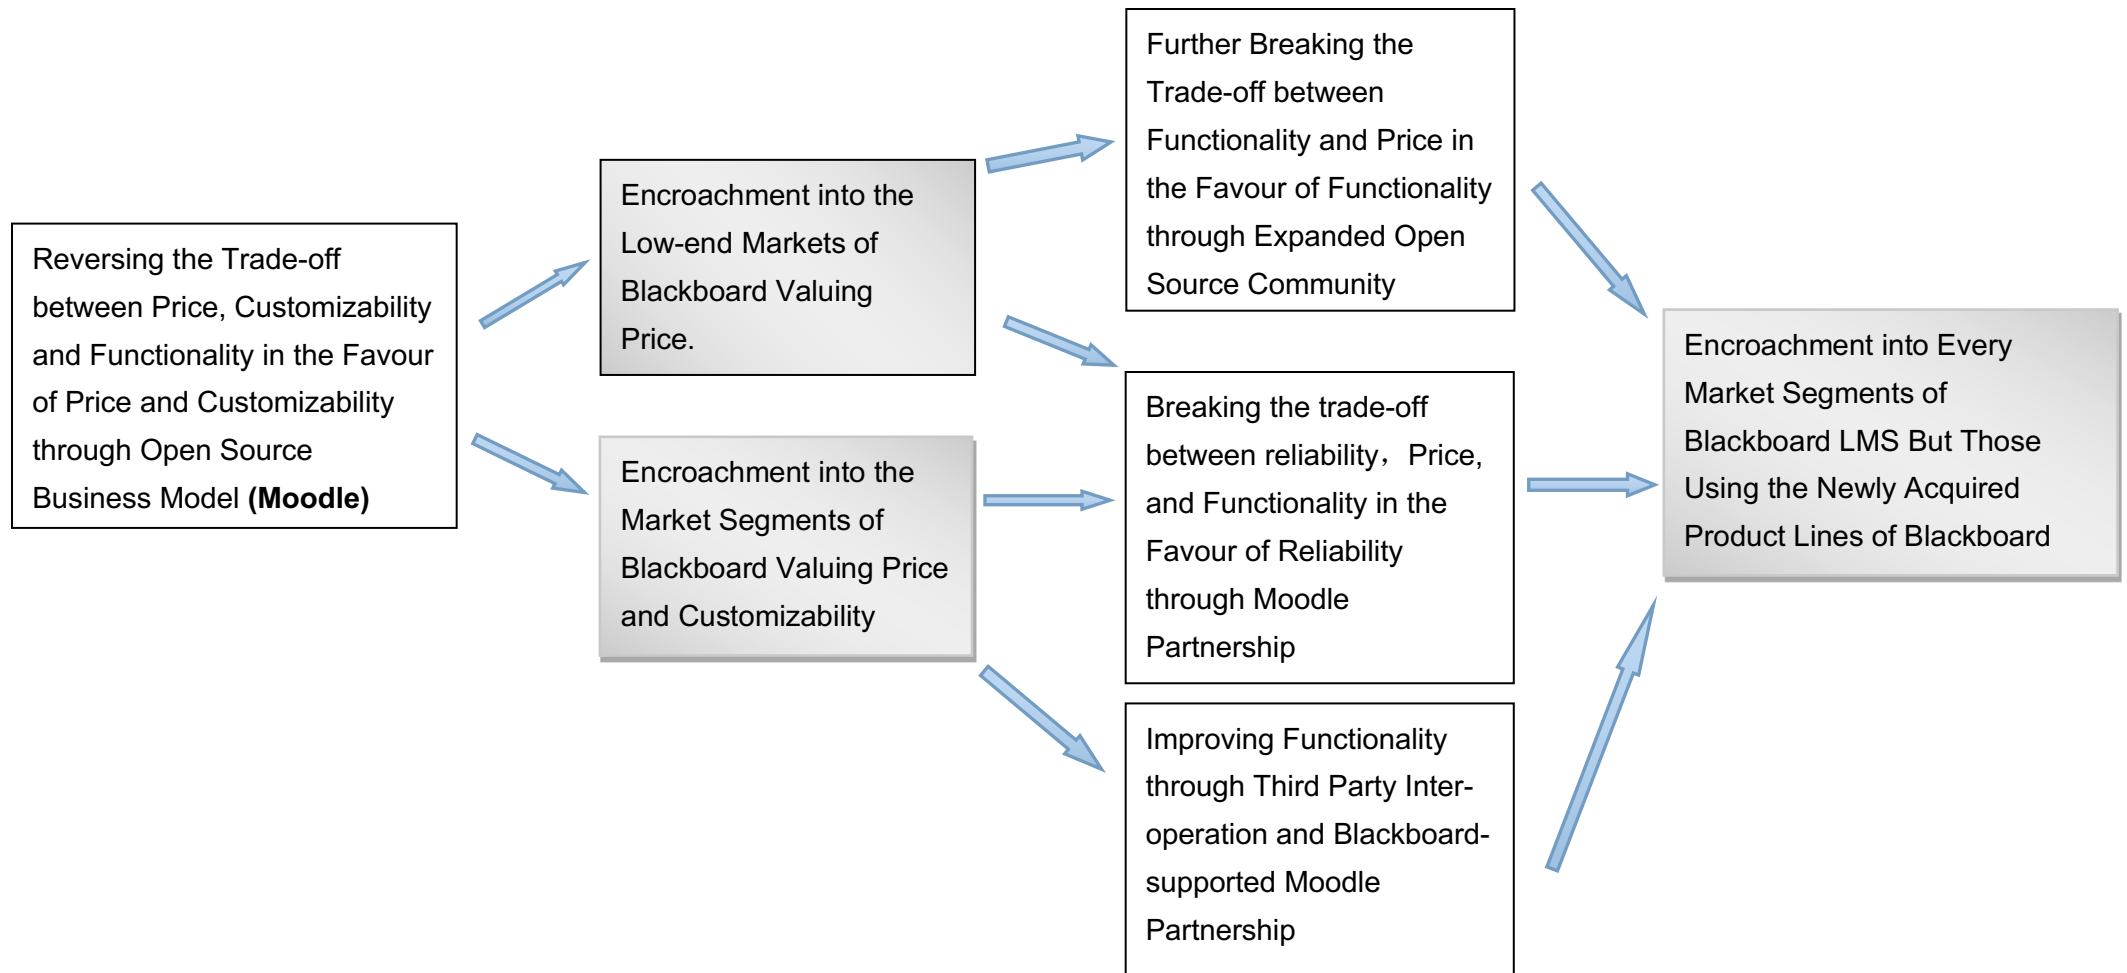 Reversing the Trade-off
between Price, Customizability
and Functionality in the Favour
of Price and Customizability
through Open Source
Business Model (Moodle)
Encroachment into the
Low-end Markets of
Blackboard Valuing
Price.
Encroachment into the
Market Segments of
Blackboard Valuing Price
and Customizability
Further Breaking the
Trade-off between
Functionality and Price in
the Favour of Functionality
through Expanded Open
Source Community
Breaking the trade-off
between reliability，Price,
and Functionality in the
Favour of Reliability
through Moodle
Partnership
Improving Functionality
through Third Party Inter-
operation and Blackboard-
supported Moodle
Partnership
Encroachment into Every
Market Segments of
Blackboard LMS But Those
Using the Newly Acquired
Product Lines of Blackboard